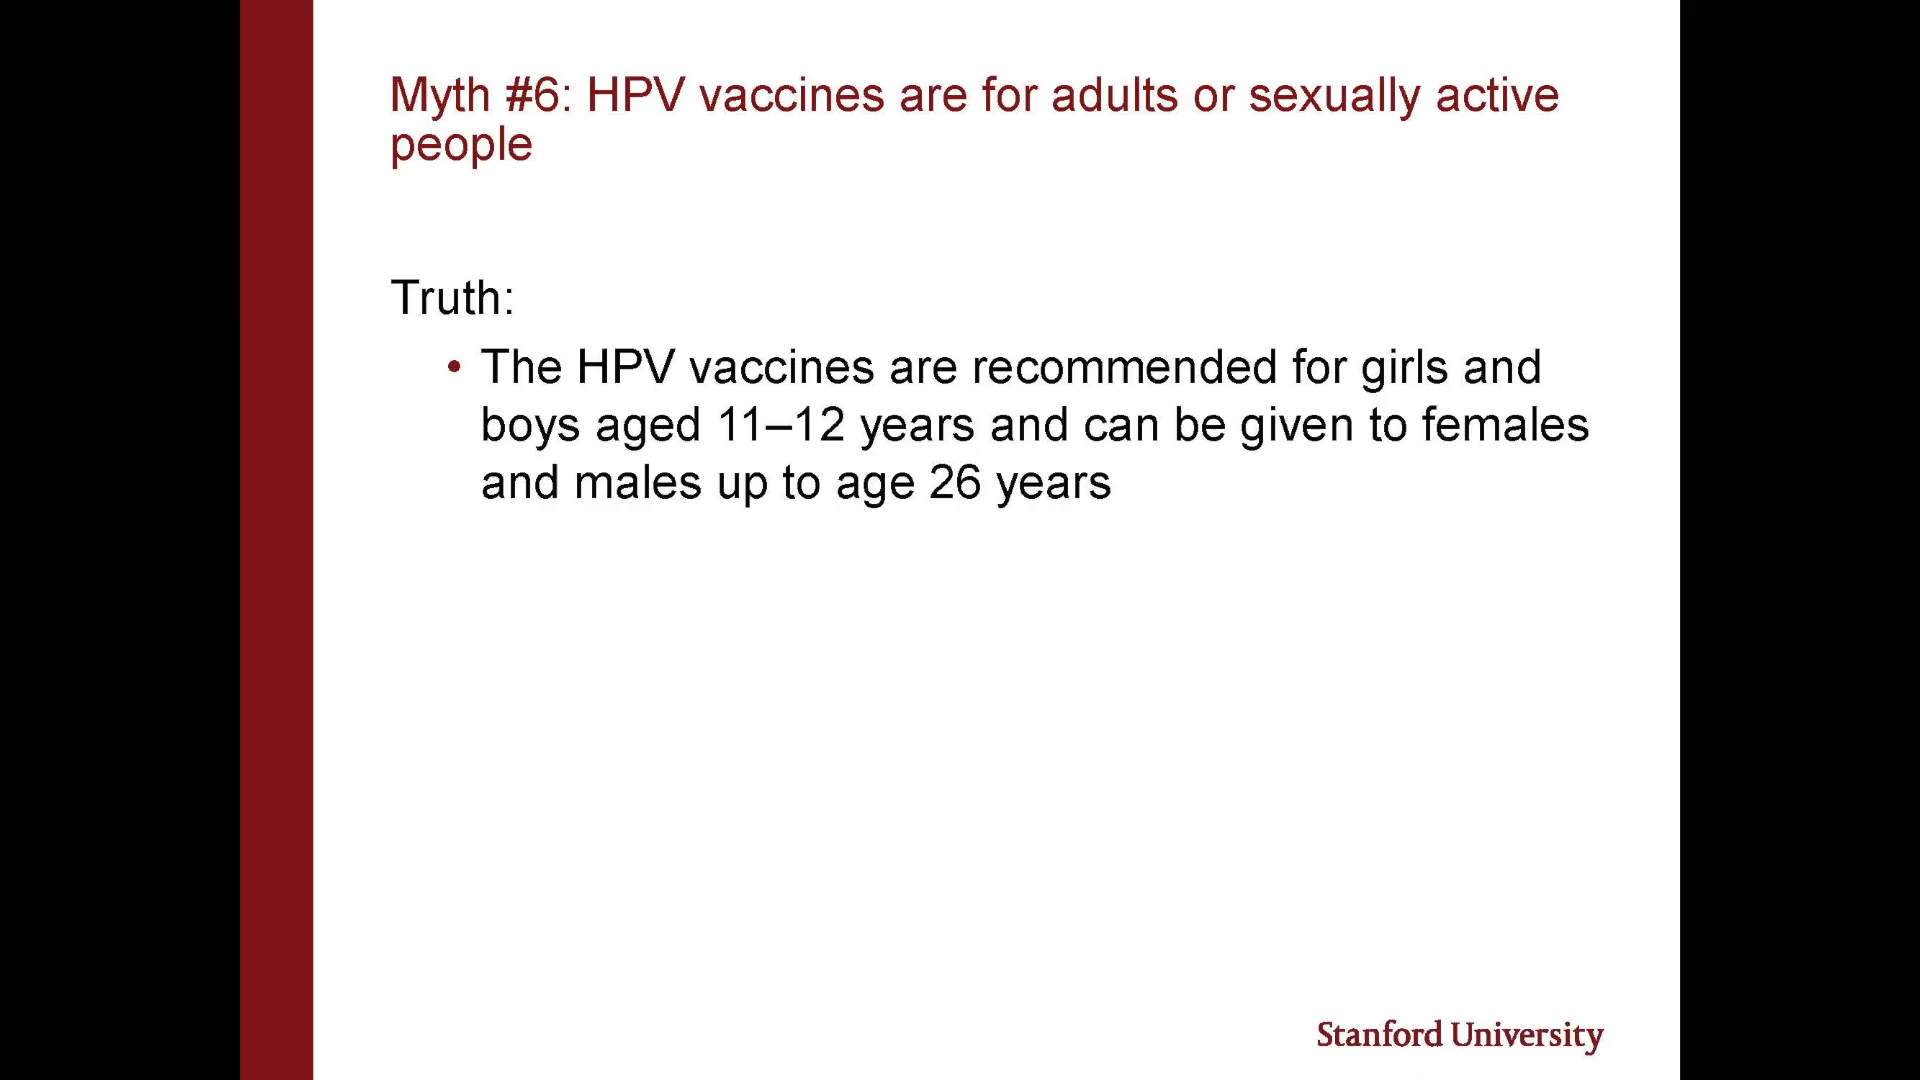 Myth #6: HPV vaccines are for adults or sexually active
people
Truth:
• The HPV vaccines are recommended for girls and
boys aged 11–12 years and can be given to females
and males up to age 26 years
Stanford University